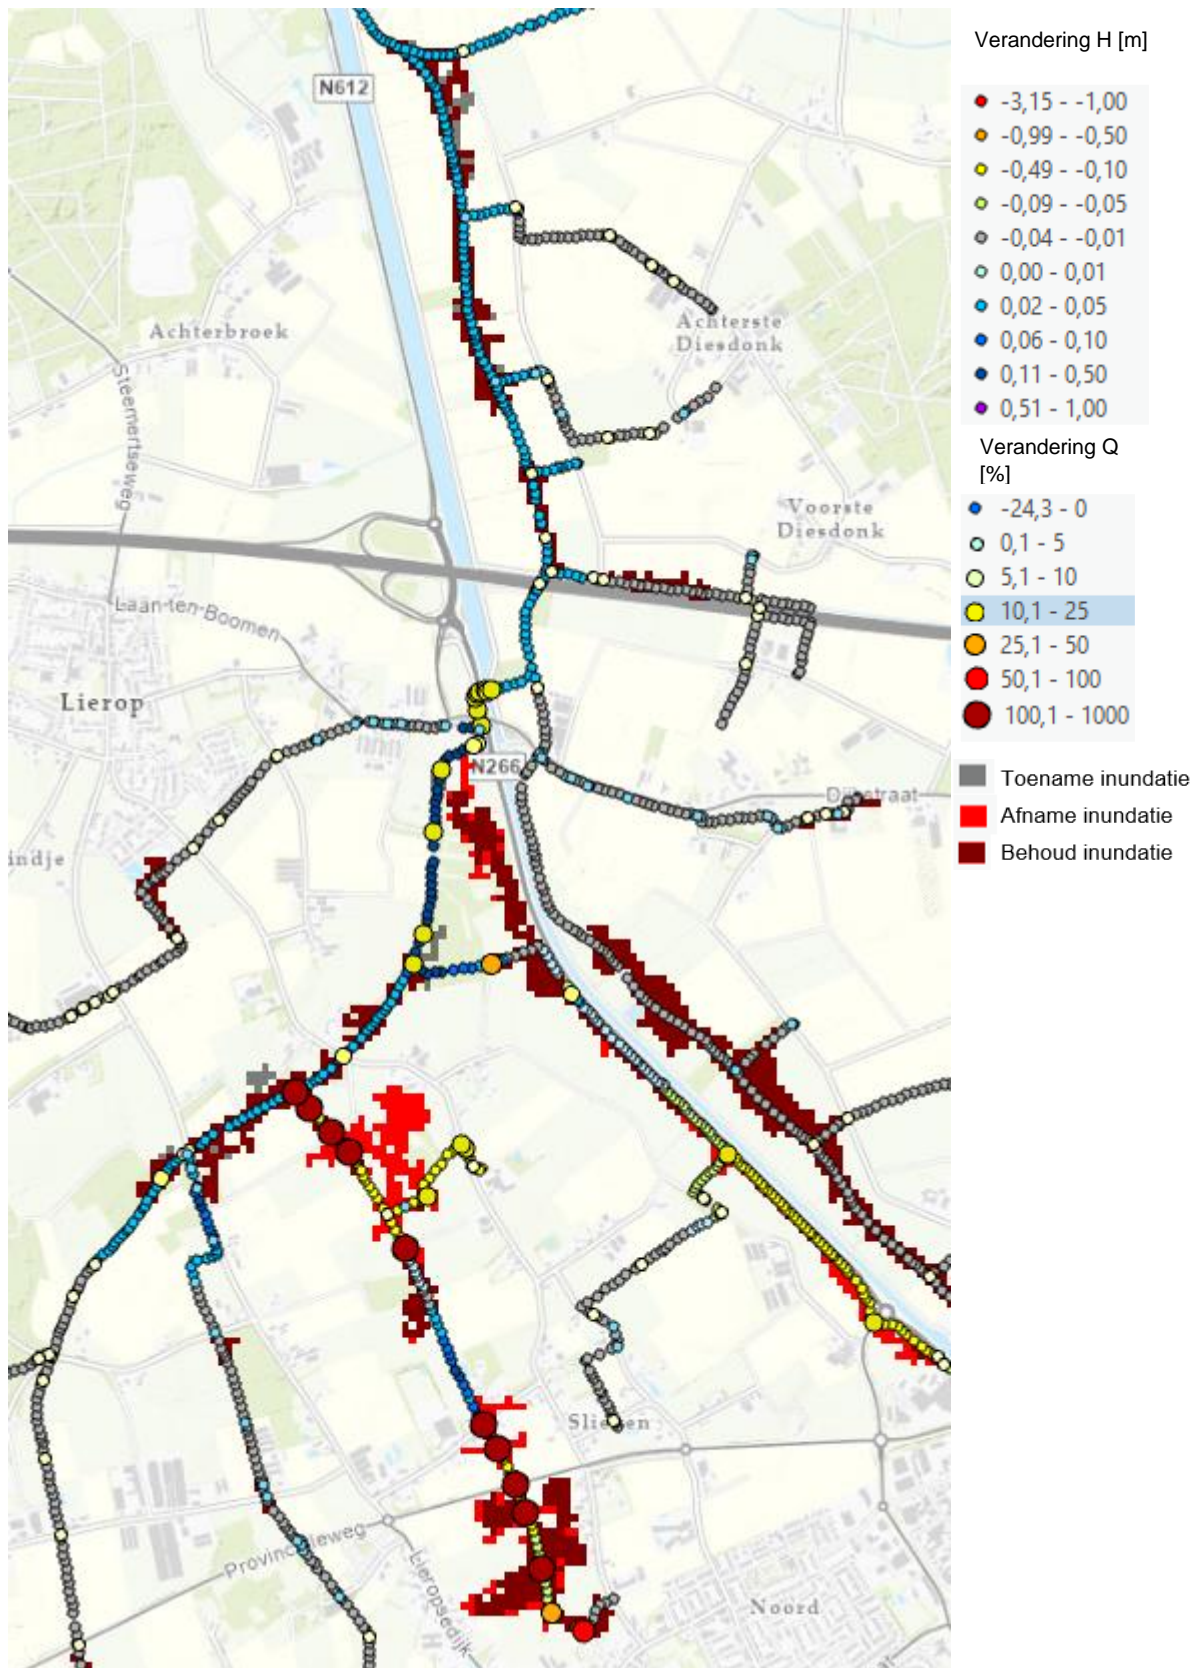 N612
Achterbroek
Steemertseweg
Achterste
Diesdonk
Voorste
Diesdonk
Laan-ten-Boomen
Lierop
N266
indje
Provincieweg
Lieropsedijk
Noord
Verandering H [m]
-3,15 - -1,00
-0,99 - -0,50
-0,49 - -0,10
-0,09 - -0,05
-0,04 - -0,01
0,00 - 0,01
0,02 - 0,05
0,06 - 0,10
0,11 - 0,50
0,51 - 1,00
Verandering Q
[%]
-24,3 - 0
0,1 - 5
5,1 - 10
10,1 - 25
25,1 - 50
50,1 - 100
100,1 - 1000
Toename inundatie
Afname inundatie
Behoud inundatie